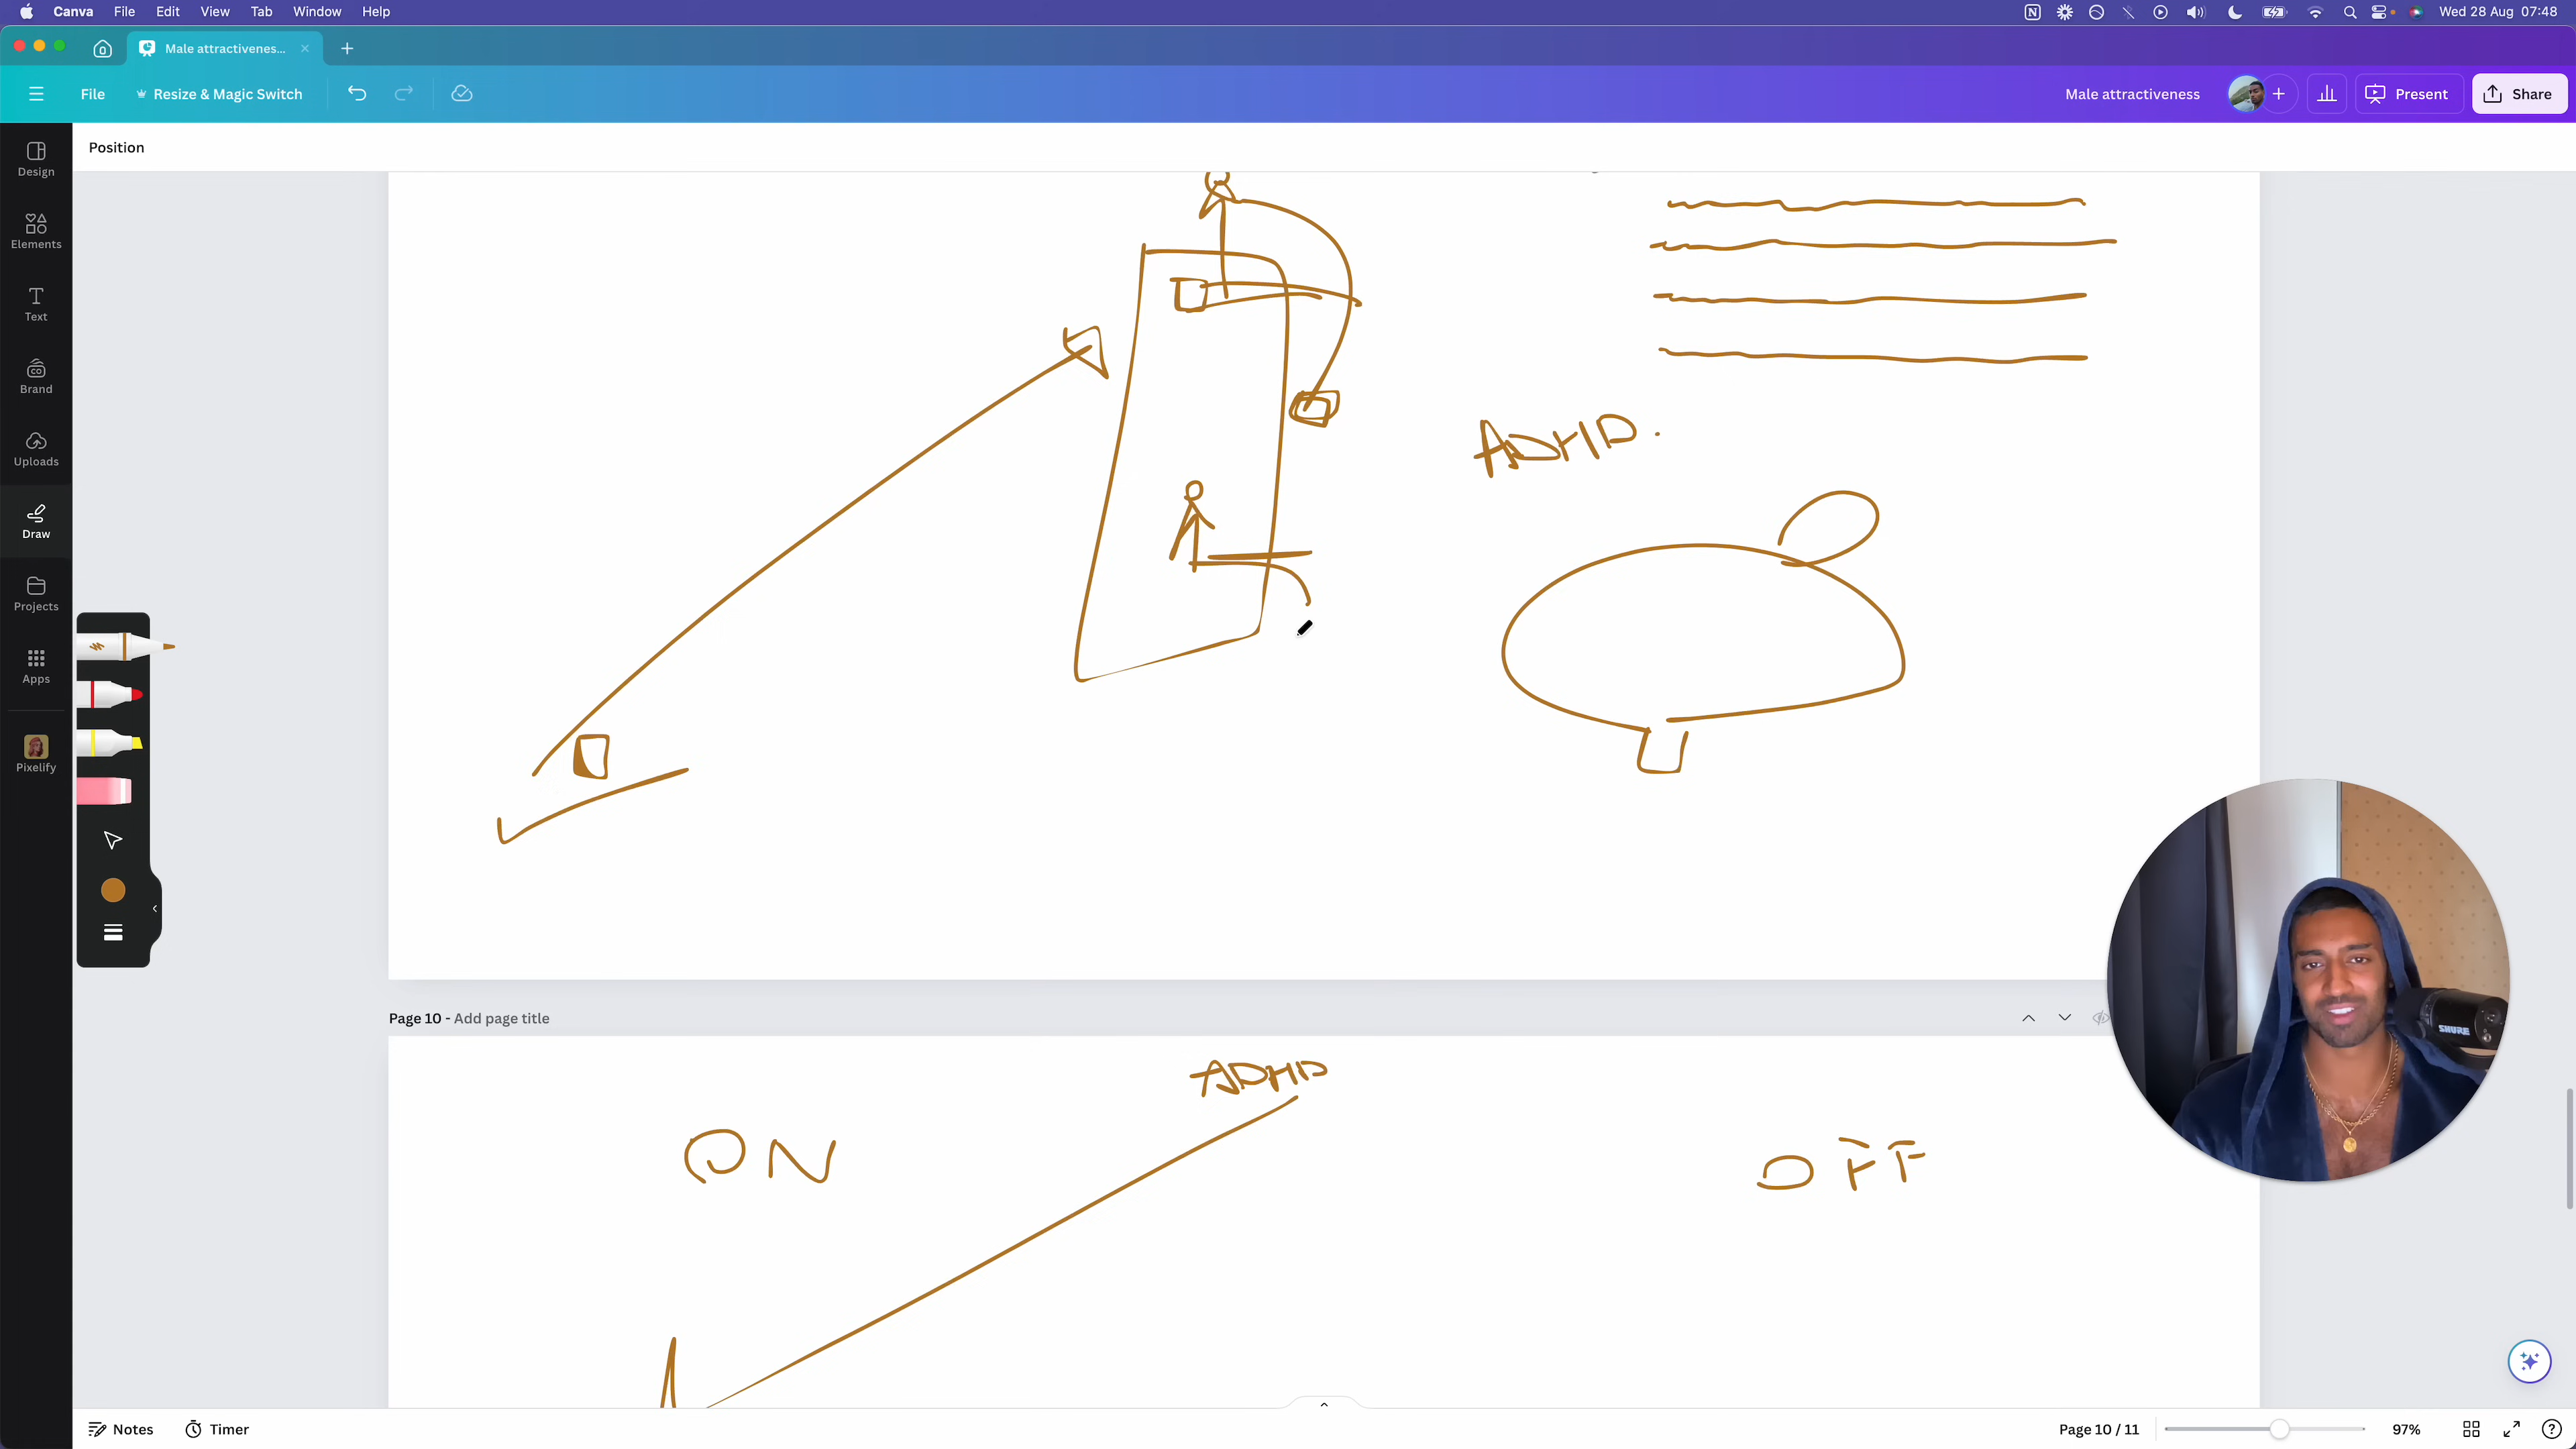 Canva File Edit View Tab Window Help
Wed 28 Aug 07:48
Male attractivenes...
File Resize & Magic Switch
Male attractiveness
Present
Share
Position
Design
Elements
Text
Brand
Uploads
Draw
Projects
Apps
Pixelify
ADHD.
SHURE
Page 10 - Add page title
ADHD
ON
OFF
Notes Timer
Page 10 / 11
97%